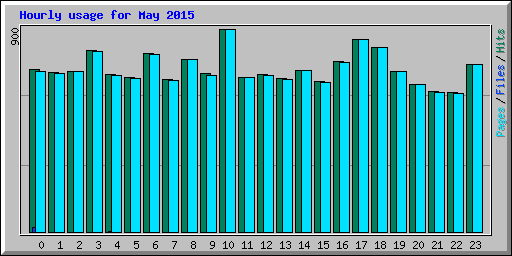 Hourly usage for May 2015
900
Pages/Files/Hits
0 1 2 3 4 5 6 7 8 9 10 11 12 13 14 15 16 17 18 19 20 21 22 23